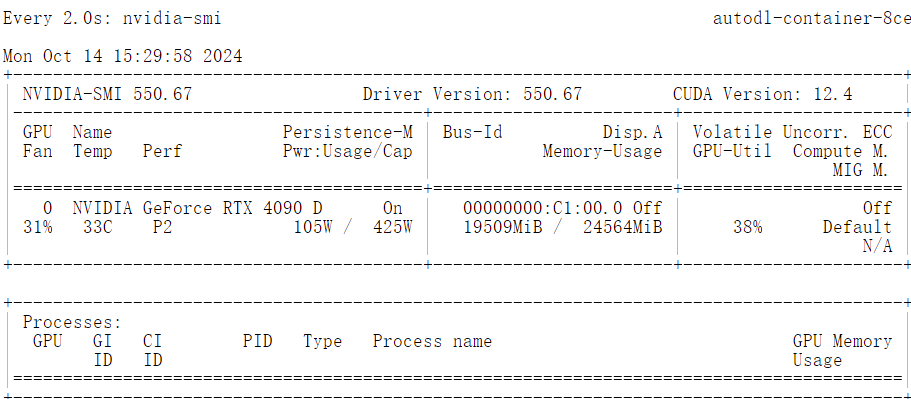 Every 2.0s: nvidia-smi autodl-container-8ce
Mon Oct 14 15:29:58 2024
NVIDIA-SMI 550.67 Driver Version: 550.67 CUDA Version: 12.4
GPU Name Persistence-M Bus-Id Disp.A Volatile Uncorr. ECC
Fan Temp Perf Pwr:Usage/Cap Memory-Usage GPU-Util Compute M.
MIG M.
0 NVIDIA GeForce RTX 4090 D On 00000000:C1:00.0 Off Off
31% 33C P2 105W / 425W 19509MiB / 24564MiB 38% Default
N/A
Processes:
GPU GI CI PID Type Process name GPU Memory
ID ID Usage